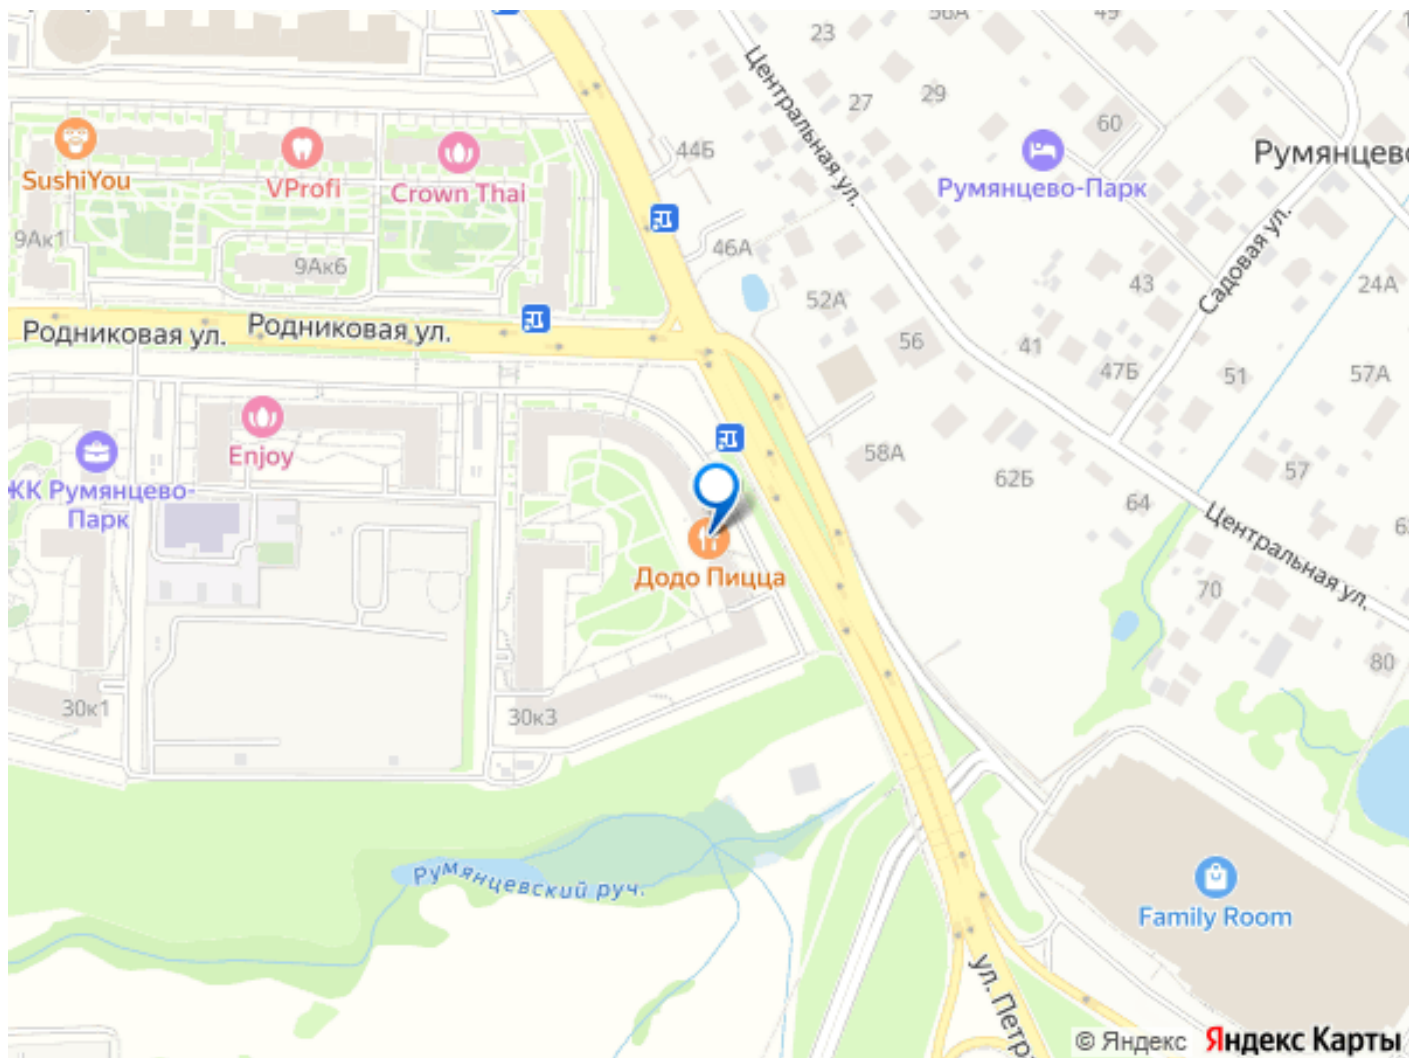 23
49
Центральная ул.
27
29
60
44Б
SushiYou
VProfi
Crown Thai
Румянцево-Парк
Румянцево
9Ак1
9Ак6
46А
52А
43
Садовая ул.
24А
Родниковая ул.
Родниковая ул.
56
41
47Б
51
57А
Enjoy
58А
62Б
57
64
ЖК Румянцево-
Парк
Центральная ул.
Додо Пицца
70
80
30к1
30к3
Румянцевский руч.
Family Room
ул. Петра
© Яндекс Яндекс Карты